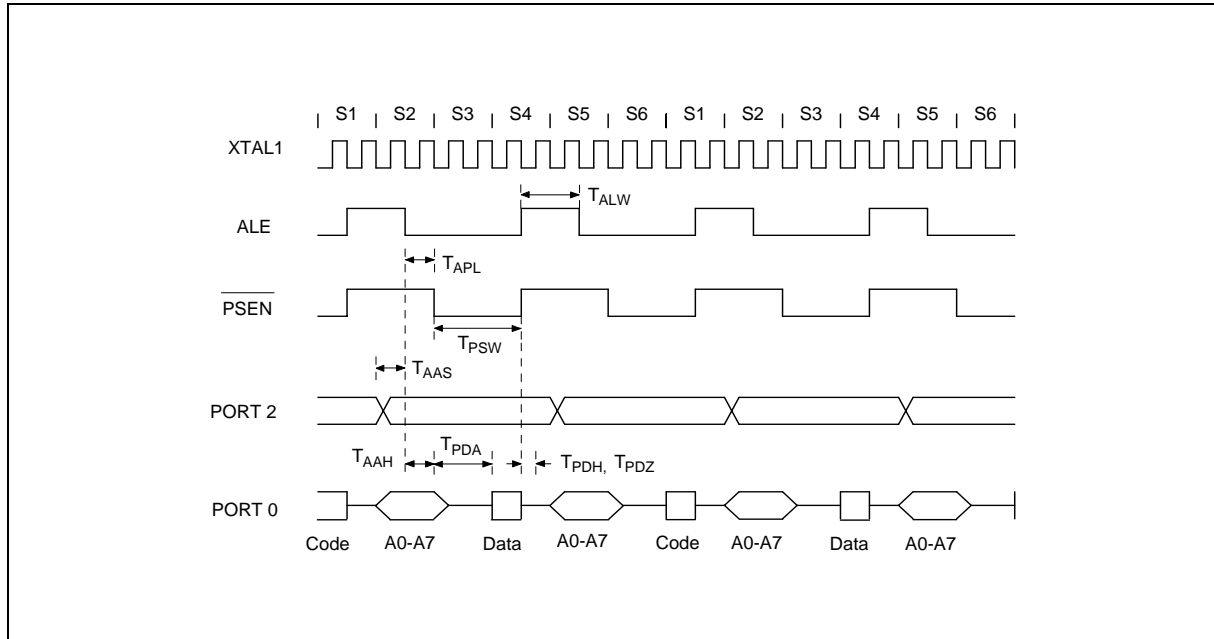 S1 S2 S3 S4 S5 S6 S1 S2 S3 S4 S5 S6
XTAL1
TALW
ALE
TAPL
PSEN
TPSW
TAAS
PORT 2
TAAH TPDA TPDH, TPDZ
PORT 0
Code A0-A7 Data A0-A7 Code A0-A7 Data A0-A7